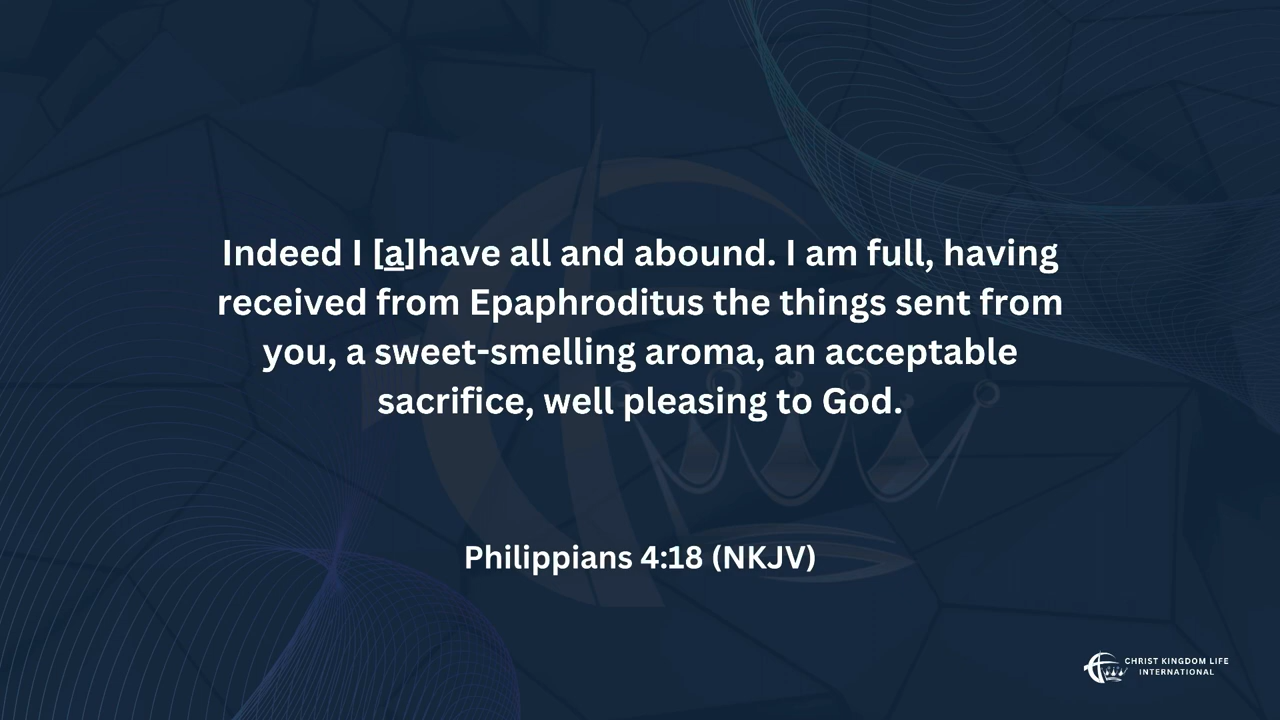 Indeed I [a]have all and abound. I am full, having
received from Epaphroditus the things sent from
you, a sweet-smelling aroma, an acceptable
sacrifice, well pleasing to God.
Philippians 4:18 (NKJV)
CHRIST KINGDOM LIFE
INTERNATIONAL